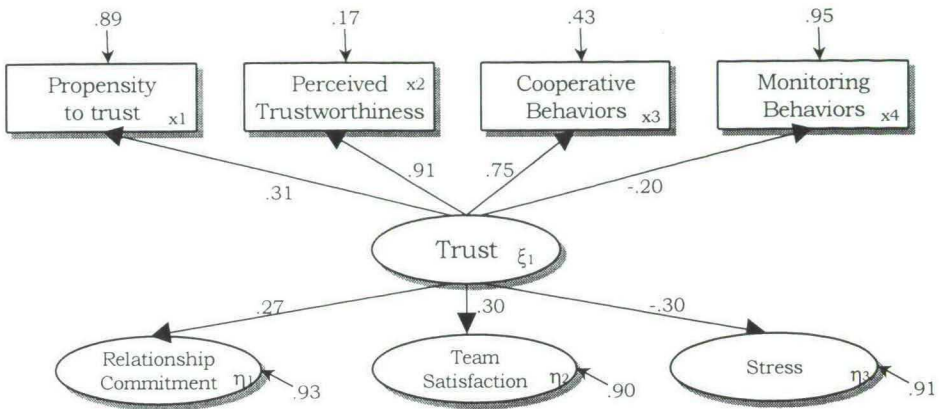 .89
.17
.43
.95
Propensity
to trust x1
Perceived x2
Trustworthiness
Cooperative
Behaviors x3
Monitoring
Behaviors x4
.31
.91
.75
-.20
Trust ξ1
.27
.30
-.30
Relationship
Commitment η1
Team
Satisfaction η2
Stress η3
.93
.90
.91